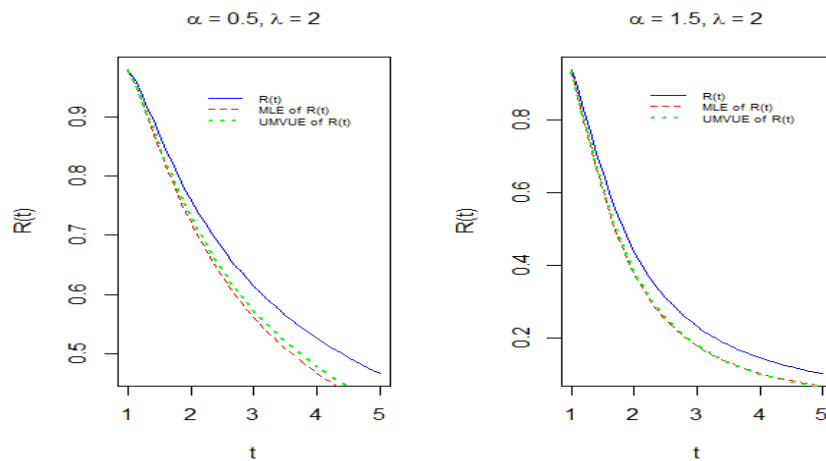 α = 0.5, λ = 2
R(t)
0.5 0.6 0.7 0.8 0.9
R(t)
MLE of R(t)
UMVUE of R(t)
1 2 3 4 5
t
α = 1.5, λ = 2
R(t)
0.2 0.4 0.6 0.8
R(t)
MLE of R(t)
UMVUE of R(t)
1 2 3 4 5
t